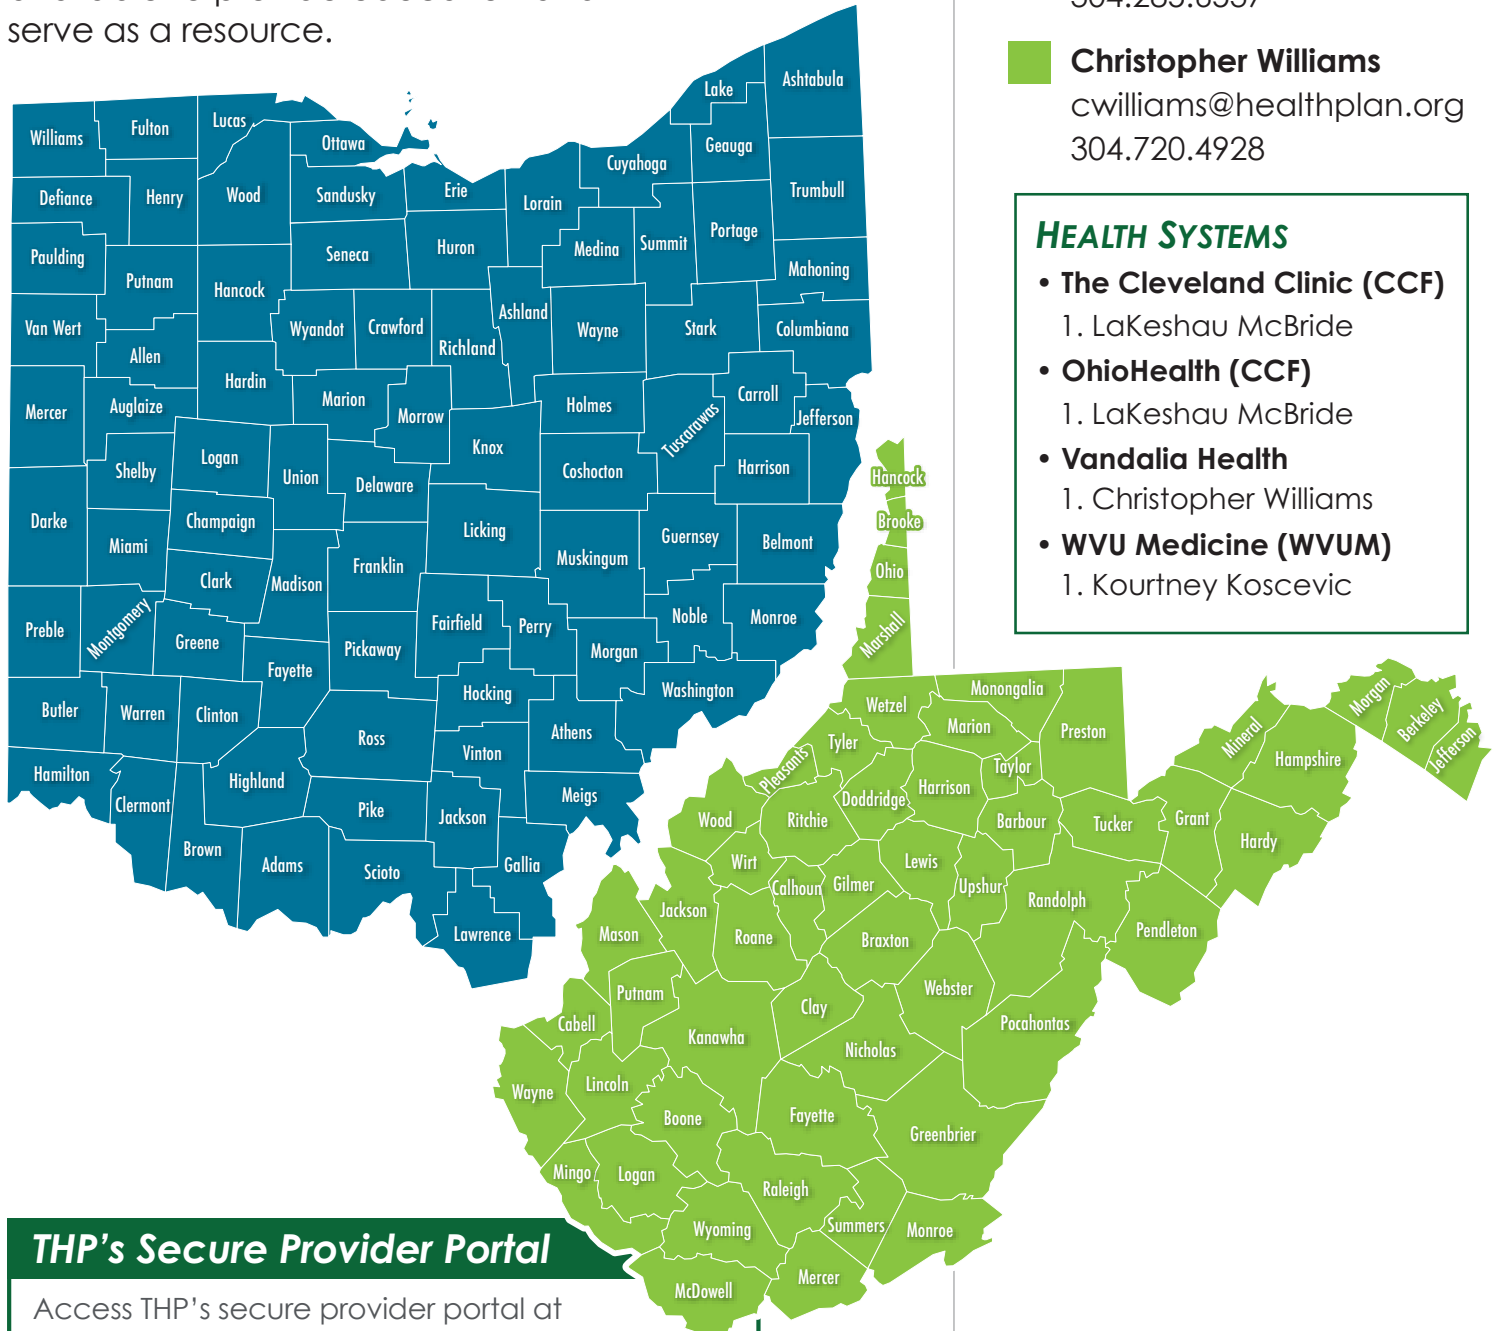 serve as a resource.
Williams
Fulton
Lucas
Ottawa
Lake
Ashtabula
Geauga
Cuyahoga
Defiance
Henry
Wood
Sandusky
Erie
Lorain
Trumbull
Paulding
Seneca
Huron
Medina
Summit
Portage
Mahoning
Putnam
Hancock
Van Wert
Allen
Wyandot
Crawford
Richland
Ashland
Wayne
Stark
Columbiana
Mercer
Auglaize
Hardin
Marion
Morrow
Holmes
Tuscarawas
Carroll
Jefferson
Shelby
Logan
Union
Delaware
Knox
Coshocton
Harrison
Darke
Miami
Champaign
Licking
Guernsey
Belmont
Clark
Madison
Franklin
Muskingum
Preble
Montgomery
Greene
Fayette
Pickaway
Fairfield
Perry
Morgan
Noble
Monroe
Butler
Warren
Clinton
Ross
Hocking
Athens
Washington
Hamilton
Clermont
Highland
Pike
Vinton
Jackson
Meigs
Brown
Adams
Scioto
Gallia
Lawrence
Hancock
Brooke
Ohio
Marshall
Wetzel
Monongalia
Marion
Preston
Tyler
Pleasants
Doddridge
Harrison
Taylor
Mineral
Hampshire
Morgan
Berkeley
Jefferson
Wood
Ritchie
Barbour
Tucker
Grant
Hardy
Wirt
Calhoun
Gilmer
Lewis
Upshur
Randolph
Pendleton
Jackson
Roane
Braxton
Mason
Putnam
Clay
Webster
Pocahontas
Cabell
Kanawha
Nicholas
Wayne
Lincoln
Boone
Fayette
Greenbrier
Mingo
Logan
Raleigh
Wyoming
Summers
Monroe
McDowell
Mercer
Christopher Williams
cwilliams@healthplan.org
304.720.4928
HEALTH SYSTEMS
• The Cleveland Clinic (CCF)
1. LaKeshau McBride
• OhioHealth (CCF)
1. LaKeshau McBride
• Vandalia Health
1. Christopher Williams
• WVU Medicine (WVUM)
1. Kourtney Koscevic
THP's Secure Provider Portal
Access THP's secure provider portal at